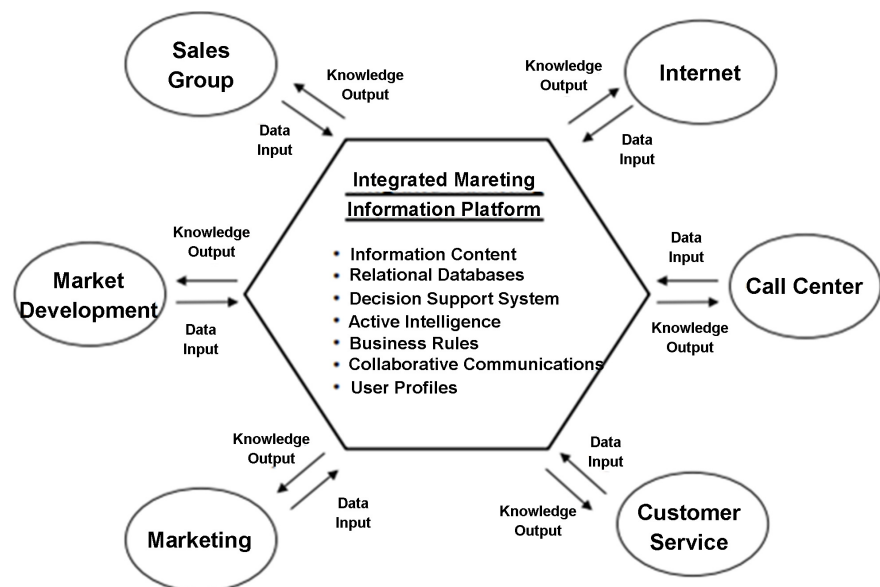 Sales
Group
Knowledge
Output
Data
Input
Knowledge
Output
Internet
Data
Input
Integrated Mareting
Information Platform
• Information Content
• Relational Databases
• Decision Support System
• Active Intelligence
• Business Rules
• Collaborative Communications
• User Profiles
Knowledge
Output
Market
Development
Data
Input
Data
Input
Call Center
Knowledge
Output
Knowledge
Output
Data
Input
Marketing
Data
Input
Knowledge
Output
Customer
Service